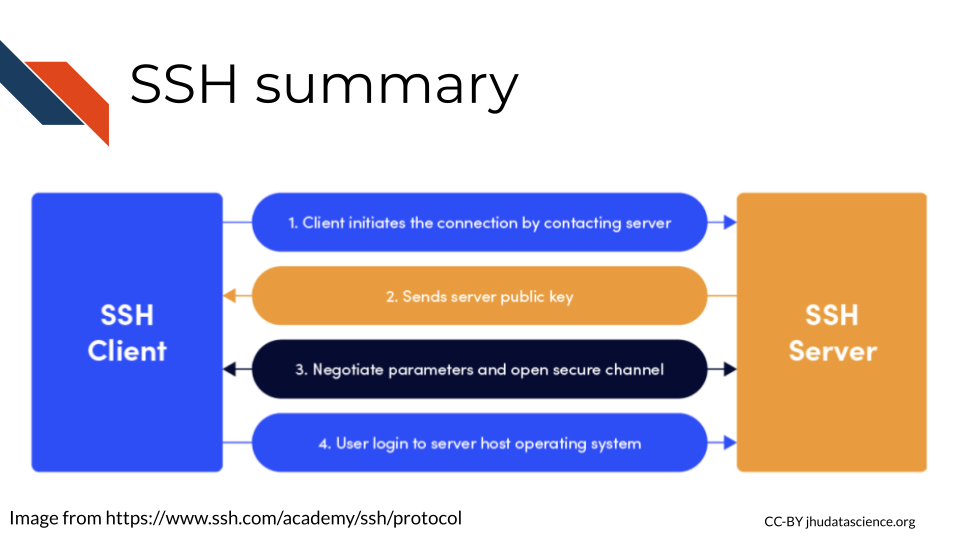 SSH summary
SSH
Client
1. Client initiates the connection by contacting server
2. Sends server public key
3. Negotiate parameters and open secure channel
4. User login to server host operating system
SSH
Server
Image from https://www.ssh.com/academy/ssh/protocol
CC-BY jhudatascience.org